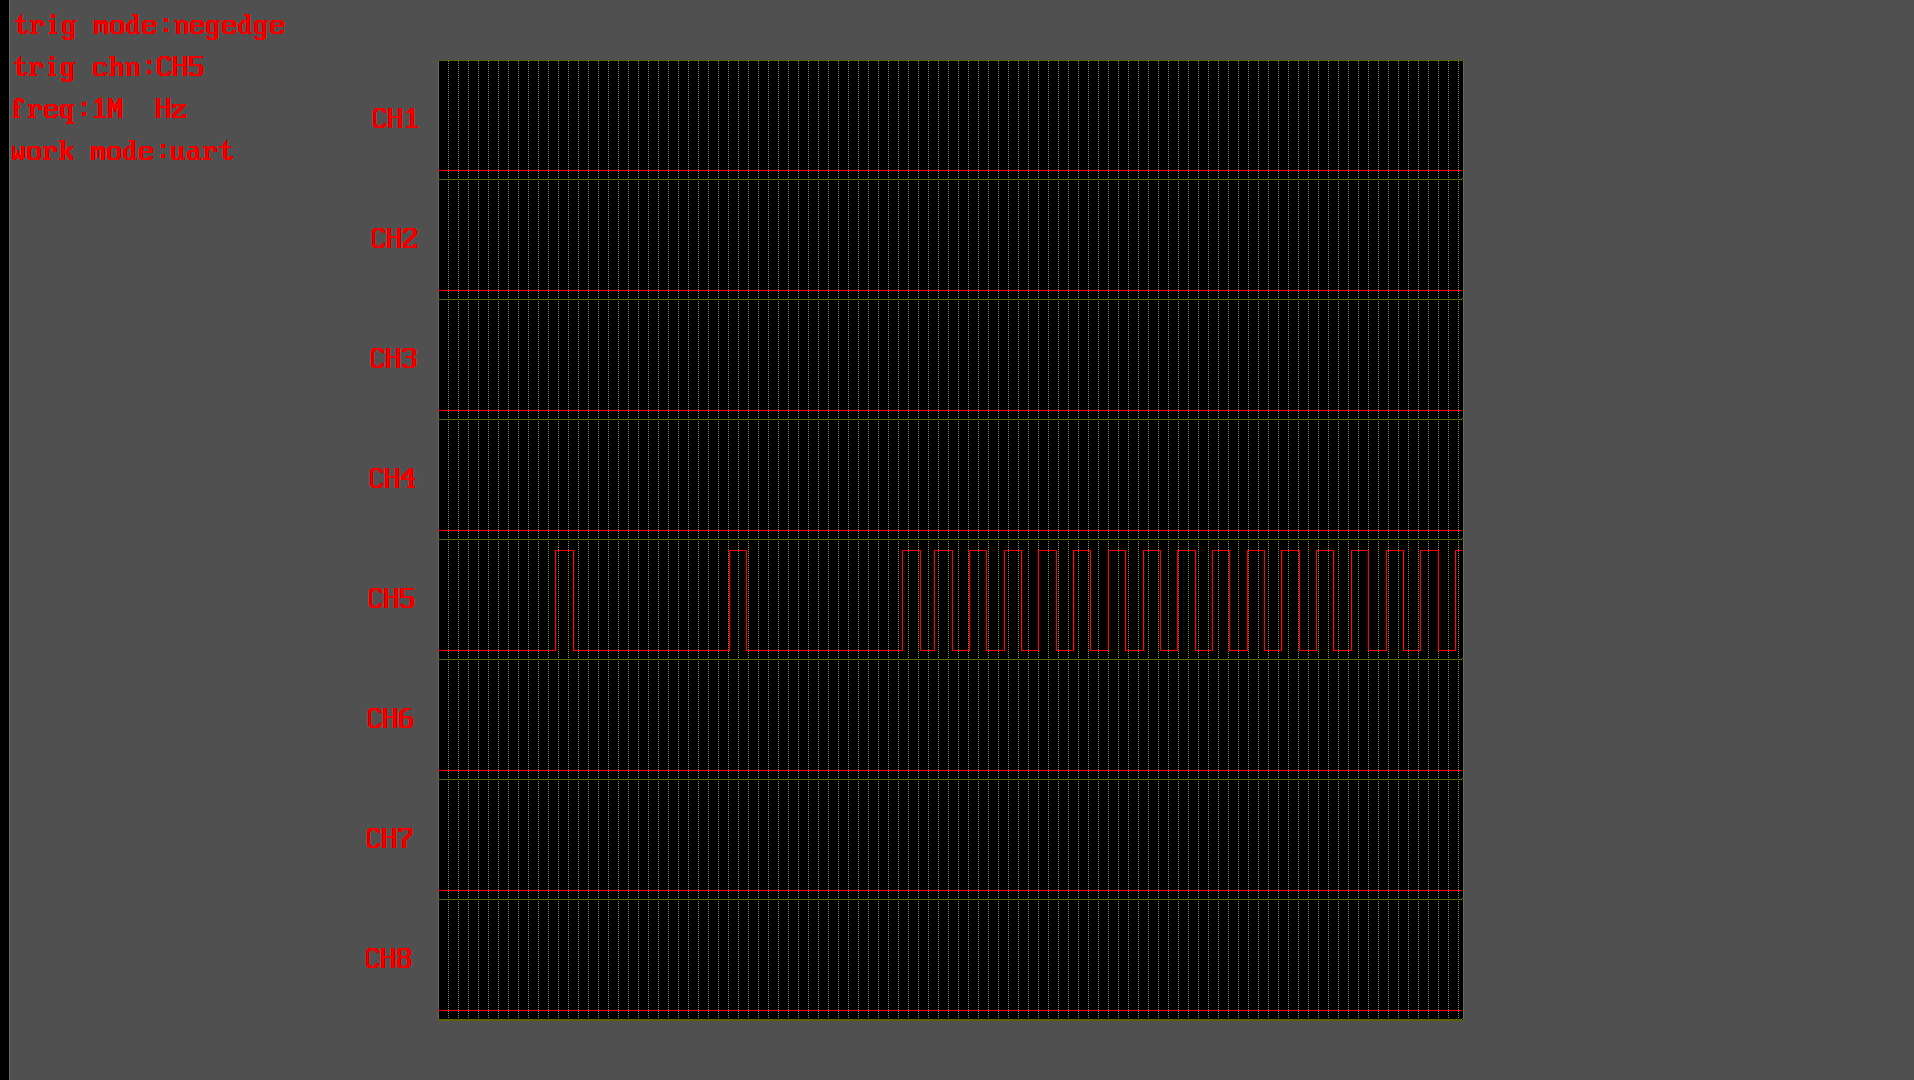 trig mode:negedge
trig chn:CH5
freq:1M  Hz
work mode:uart
CH1
CH2
CH3
CH4
CH5
CH6
CH7
CH8